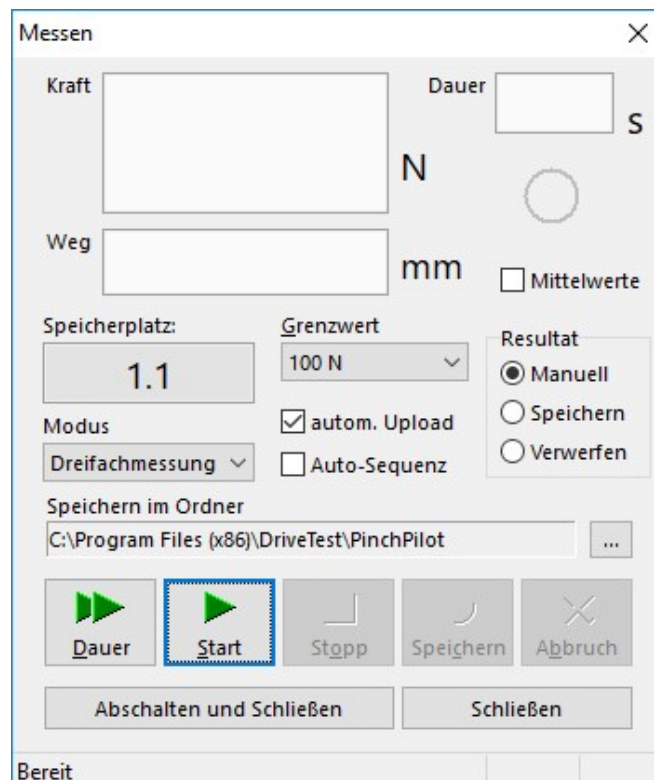 Messen
Kraft
Dauer
s
N
Weg
mm
Mittelwerte
Speicherplatz:
Grenzwert
Resultat
1.1
100 N
Manuell
Modus
autom. Upload
Speichern
Dreifachmessung
Auto-Sequenz
Verwerfen
Speichern im Ordner
C:\Program Files (x86)\DriveTest\PinchPilot
...
Dauer
Start
Stopp
Speichern
Abbruch
Abschalten und Schließen
Schließen
Bereit